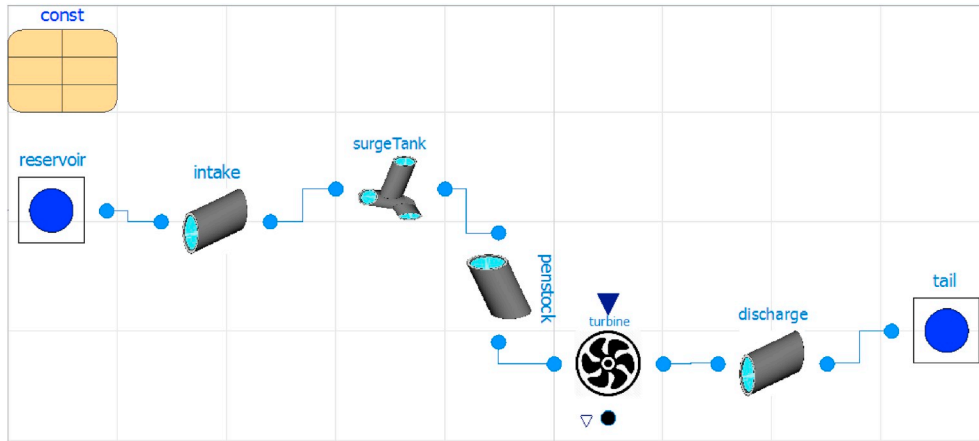 const
reservoir
intake
surgeTank
penstock
turbine
discharge
tail